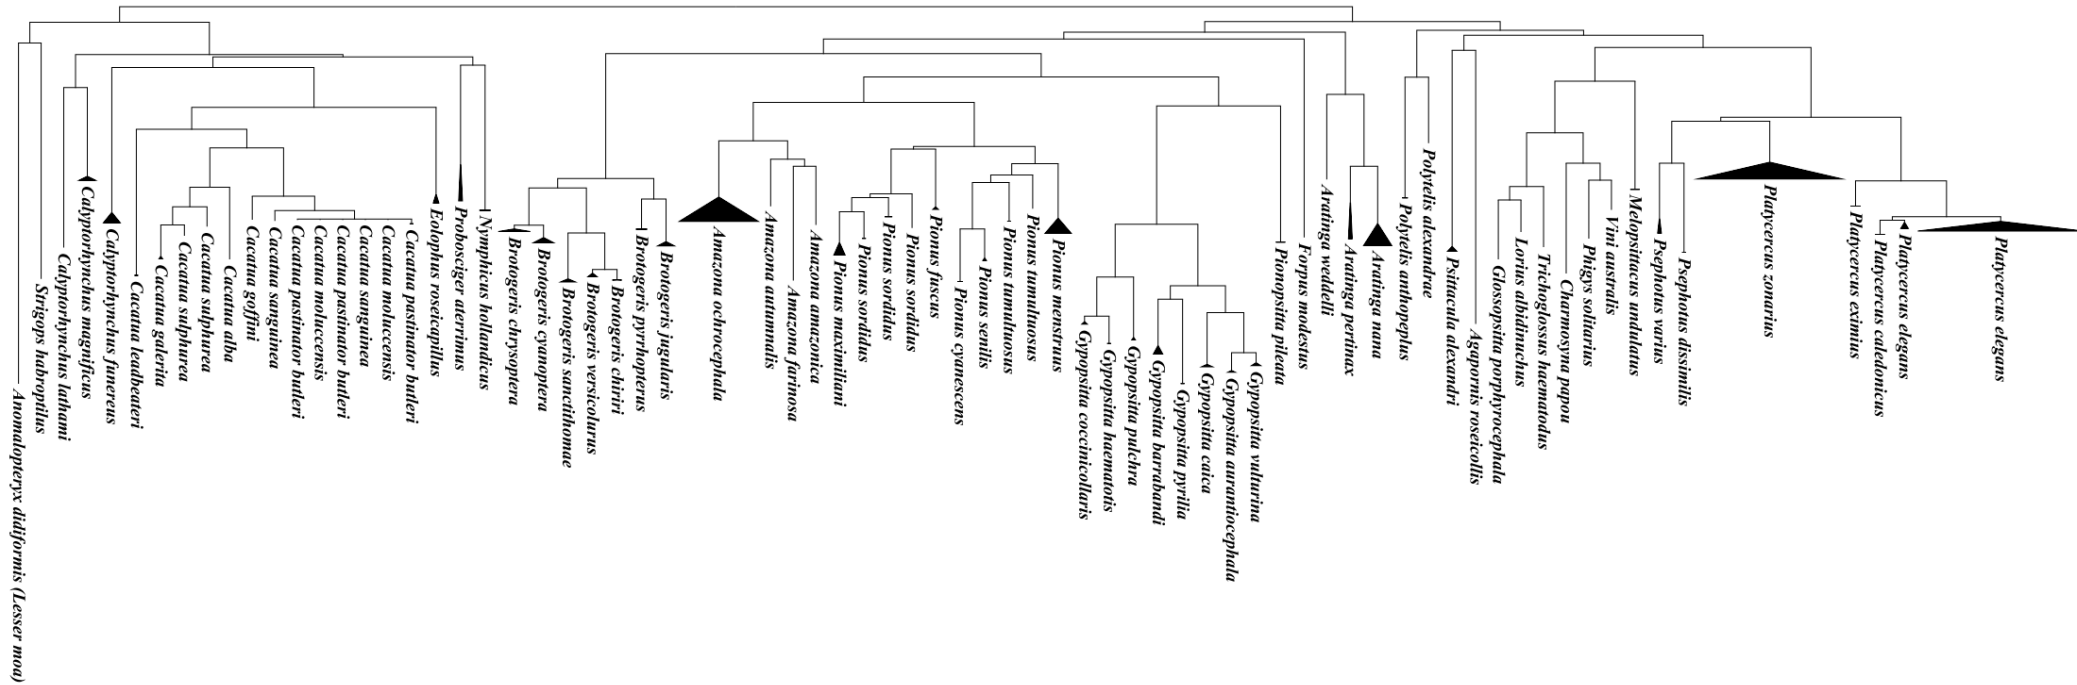 Anomalopteryx didiformis (Lesser moa)
Strigops habroptilus
Calyptorhynchus lathami
Calyptorhynchus magnificus
Calyptorhynchus funereus
Cacatua leadbeateri
Cacatua galerita
Cacatua sulphurea
Cacatua sulphurea
Cacatua alba
Cacatua goffini
Cacatua sanguinea
Cacatua pastinator butleri
Cacatua moluccensis
Cacatua pastinator butleri
Cacatua sanguinea
Cacatua moluccensis
Cacatua pastinator butleri
Eolophus roseicapillus
Probosciger aterrimus
Nymphicus hollandicus
Brotogeris chrysoptera
Brotogeris cyanoptera
Brotogeris sanctithomae
Brotogeris versicolurus
Brotogeris chiriri
Brotogeris pyrrhopterus
Brotogeris jugularis
Amazona ochrocephala
Amazona autumnalis
Amazona farinosa
Amazona amazonica
Pionus maximiliani
Pionus sordidus
Pionus sordidus
Pionus sordidus
Pionus fuscus
Pionus cyanescens
Pionus senilis
Pionus tumultuosus
Pionus tumultuosus
Pionus menstruus
Gypopsitta coccinicollaris
Gypopsitta haematotis
Gypopsitta pulchra
Gypopsitta barrabandi
Gypopsitta pyrilia
Gypopsitta caica
Gypopsitta aurantiocephala
Gypopsitta vulturina
Pionopsitta pileata
Forpus modestus
Aratinga weddelli
Aratinga pertinax
Aratinga nana
Polytelis anthopeplus
Polytelis alexandrae
Psittacula alexandri
Agapornis roseicollis
Glossopsitta porphyrocephala
Lorius albidinuchus
Trichoglossus haematodus
Charmosyna papou
Phigys solitarius
Vini australis
Melopsittacus undulatus
Psephotus varius
Psephotus dissimilis
Platycercus zonarius
Platycercus eximius
Platycercus caledonicus
Platycercus elegans
Platycercus elegans